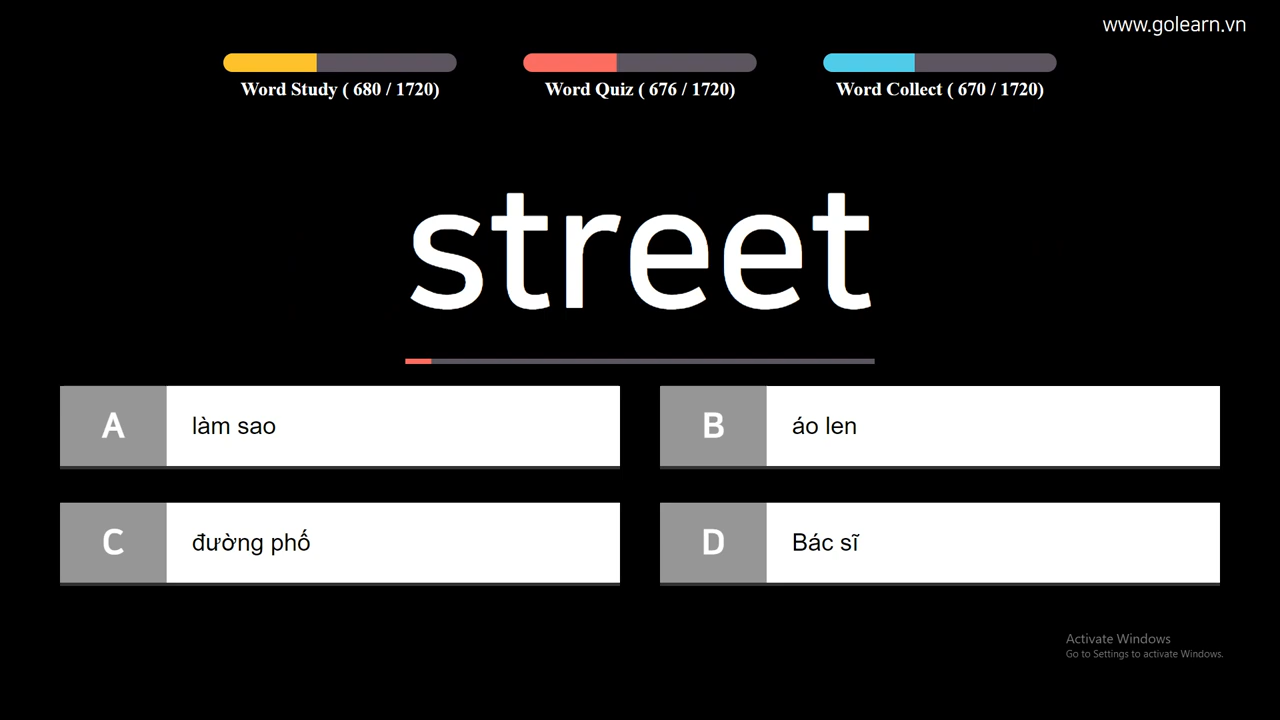 www.golearn.vn
Word Study ( 680 / 1720)
Word Quiz ( 676 / 1720)
Word Collect ( 670 / 1720)
street
A làm sao
B áo len
C đường phố
D Bác sĩ
Activate Windows
Go to Settings to activate Windows.